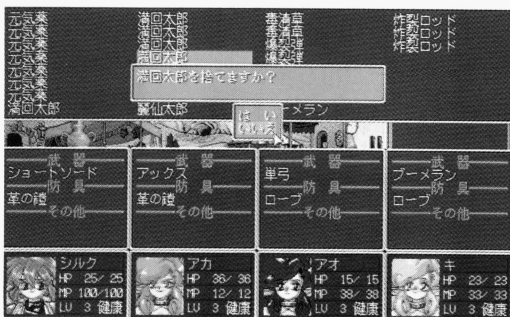 元気薬 満回太郎 毒清草 炸裂ロッド
元気薬 満回太郎 毒清草 炸裂ロッド
元気薬 満回太郎 爆裂弾 炸裂ロッド
元気薬 満回太郎 爆裂弾
元気薬
元気薬
元気薬
満回太郎 麗仙太郎 ーメラン
満回太郎を捨てますか?
はい
いいえ
武器 武器 武器 武器
ショートソード アックス 単弓 ブーメラン
防具 防具 防具 防具
革の鎧 革の鎧 ローブ ローブ
その他 その他 その他 その他
シルク アカ アオ キ
HP 25/25 HP 36/36 HP 15/15 HP 23/23
MP 100/100 MP 12/12 MP 38/38 MP 33/33
LV 3 健康 LV 3 健康 LV 3 健康 LV 3 健康